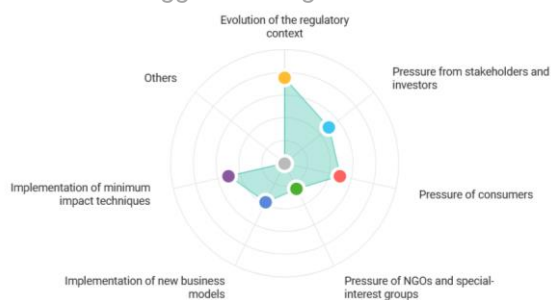 Evolution of the regulatory
context
Pressure from stakeholders and
investors
Others
Pressure of consumers
Implementation of minimum
impact techniques
Implementation of new business
models
Pressure of NGOs and special-
interest groups